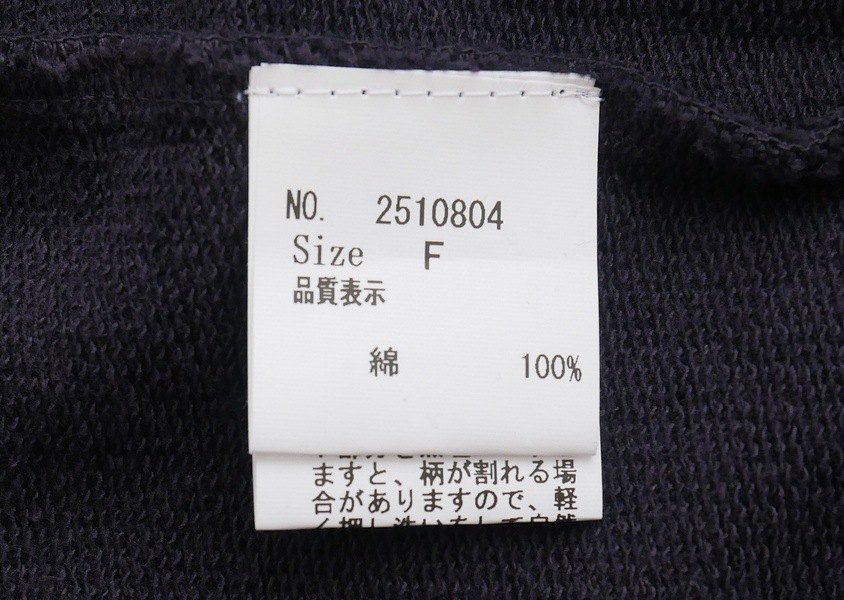 NO. 2510804
Size F
品質表示
綿 100%
ますと、柄が割れる場
合がありますので、軽